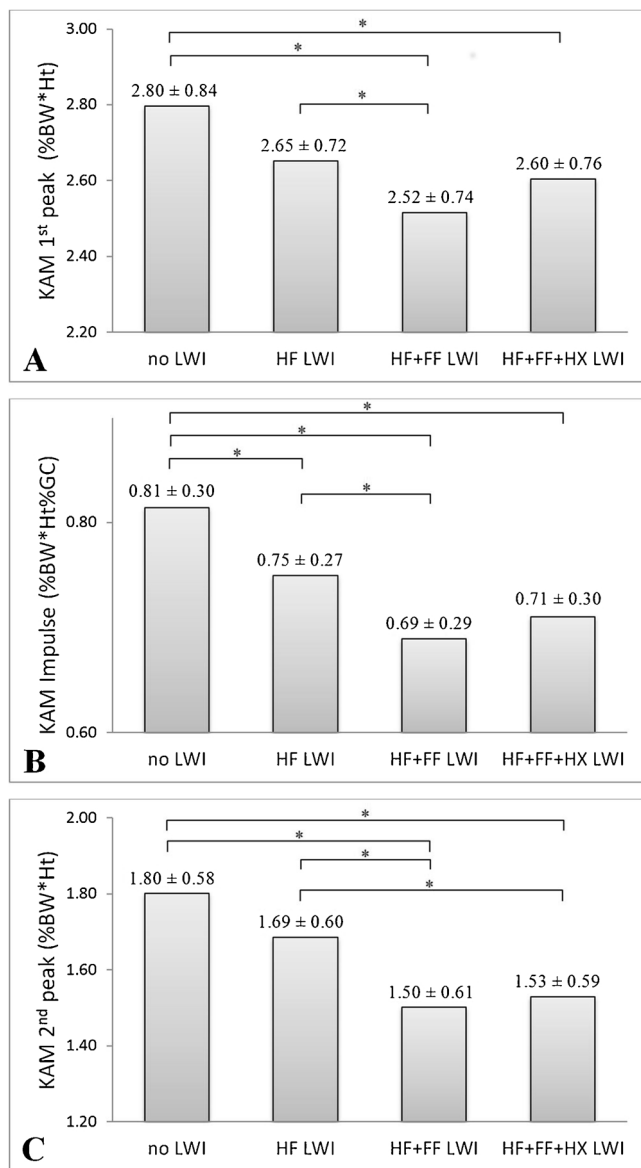 3.00
*
*
2.80 ± 0.84
*
2.80
2.65 ± 0.72
2.60 ± 0.76
2.60
2.52 ± 0.74
2.40
2.20
KAM 1st peak (%BW*Ht)
no LWI HF LWI HF+FF LWI HF+FF+HX LWI
A
*
*
*
0.81 ± 0.30
*
0.80
0.75 ± 0.27
0.71 ± 0.30
0.69 ± 0.29
0.60
KAM Impulse (%BW*Ht%GC)
no LWI HF LWI HF+FF LWI HF+FF+HX LWI
B
2.00
*
*
*
1.80 ± 0.58
1.80
*
1.69 ± 0.60
1.60
1.50 ± 0.61
1.53 ± 0.59
1.40
1.20
KAM 2nd peak (%BW*Ht)
no LWI HF LWI HF+FF LWI HF+FF+HX LWI
C